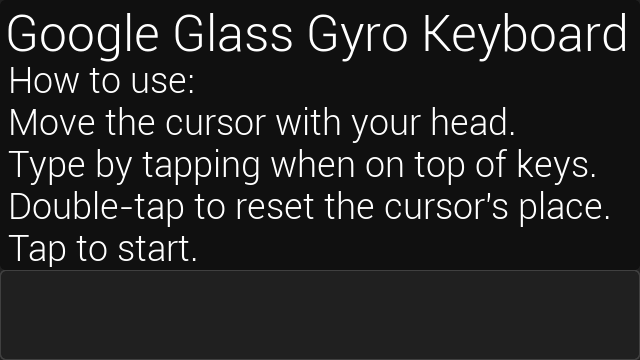 Google Glass Gyro Keyboard
How to use:
Move the cursor with your head.
Type by tapping when on top of keys.
Double-tap to reset the cursor's place.
Tap to start.